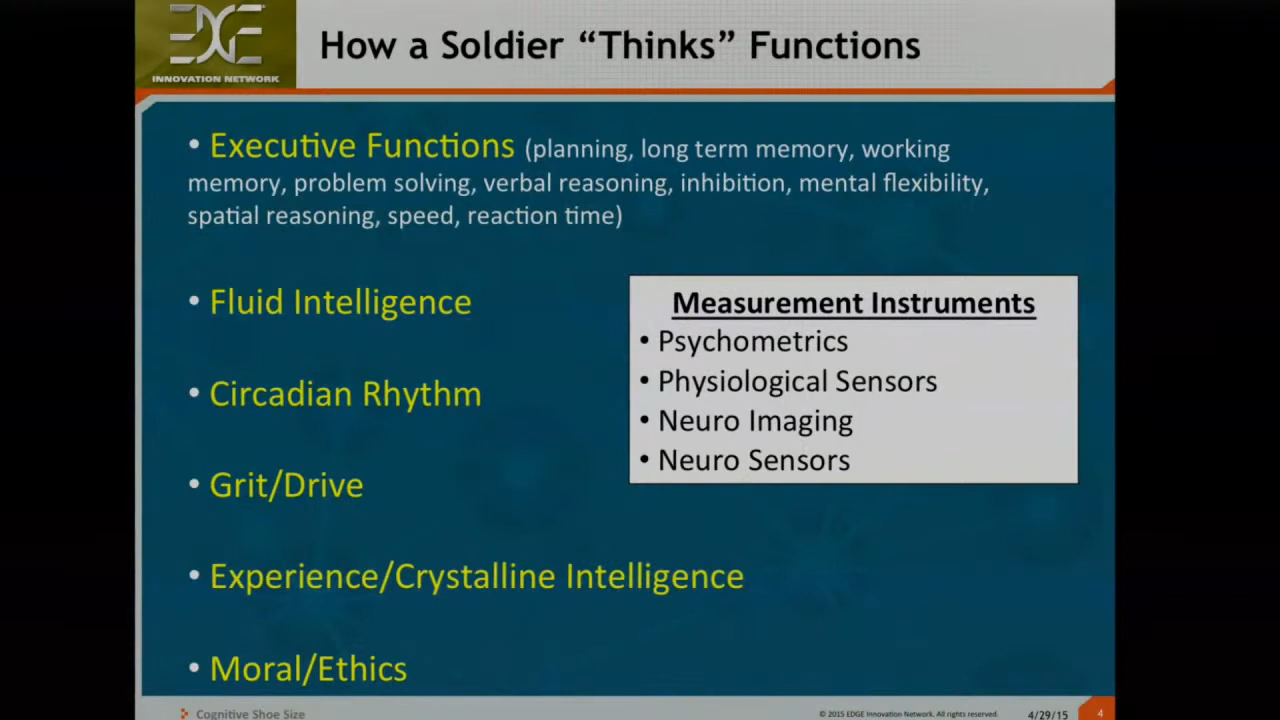 EDGE
INNOVATION NETWORK
How a Soldier “Thinks” Functions
• Executive Functions (planning, long term memory, working
memory, problem solving, verbal reasoning, inhibition, mental flexibility,
spatial reasoning, speed, reaction time)
• Fluid Intelligence
• Circadian Rhythm
• Grit/Drive
• Experience/Crystalline Intelligence
• Moral/Ethics
Measurement Instruments
• Psychometrics
• Physiological Sensors
• Neuro Imaging
• Neuro Sensors
Cognitive Shoe Size
© 2015 EDGE Innovation Network. All rights reserved.
4/29/15
4